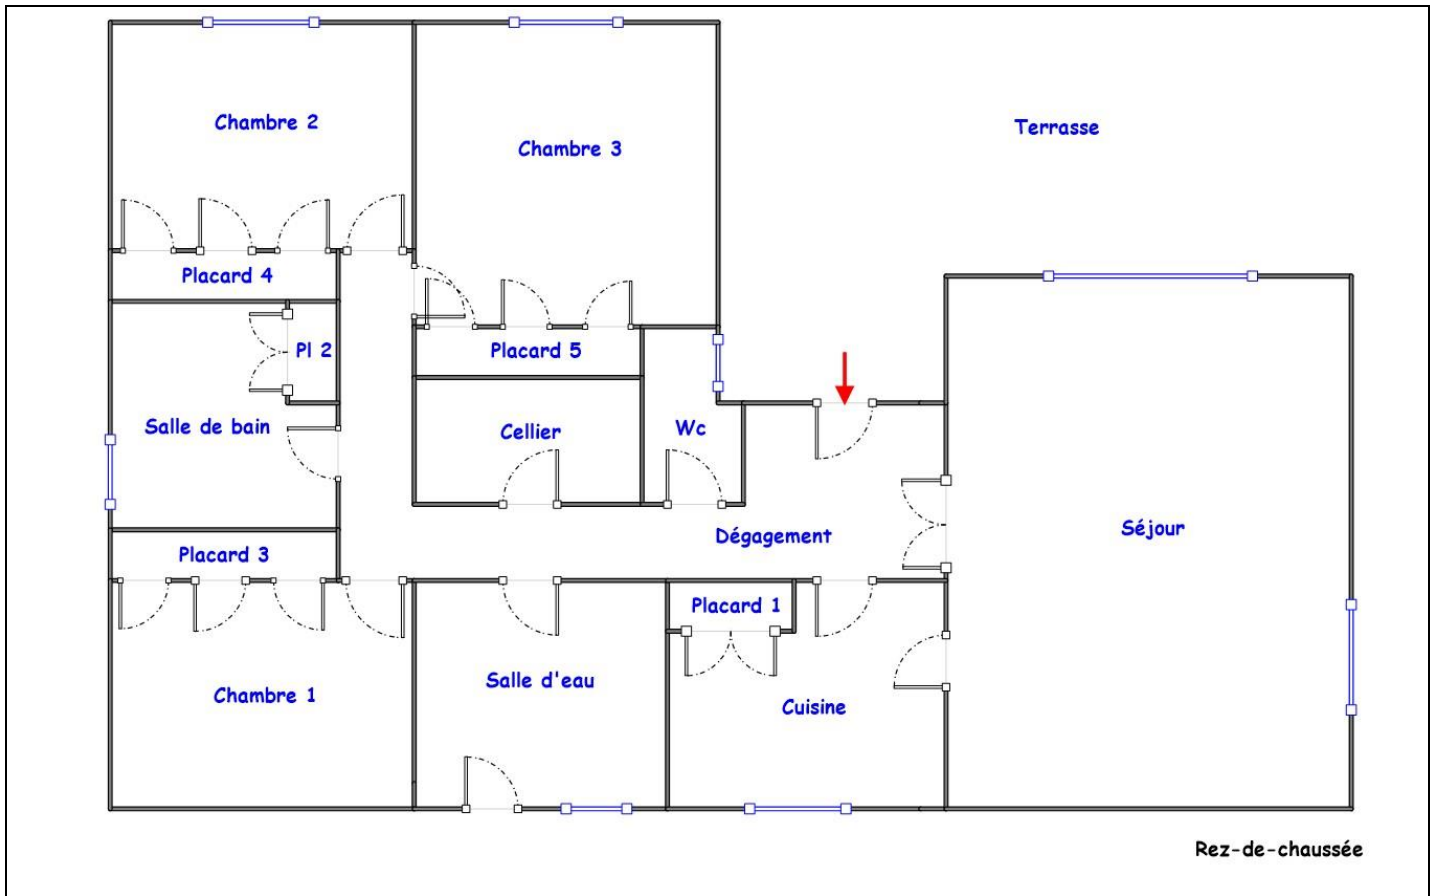 Chambre 2
Chambre 3
Terrasse
Placard 4
Pl 2
Placard 5
Salle de bain
Cellier
Wc
Dégagement
Séjour
Placard 3
Placard 1
Chambre 1
Salle d'eau
Cuisine
Rez-de-chaussée